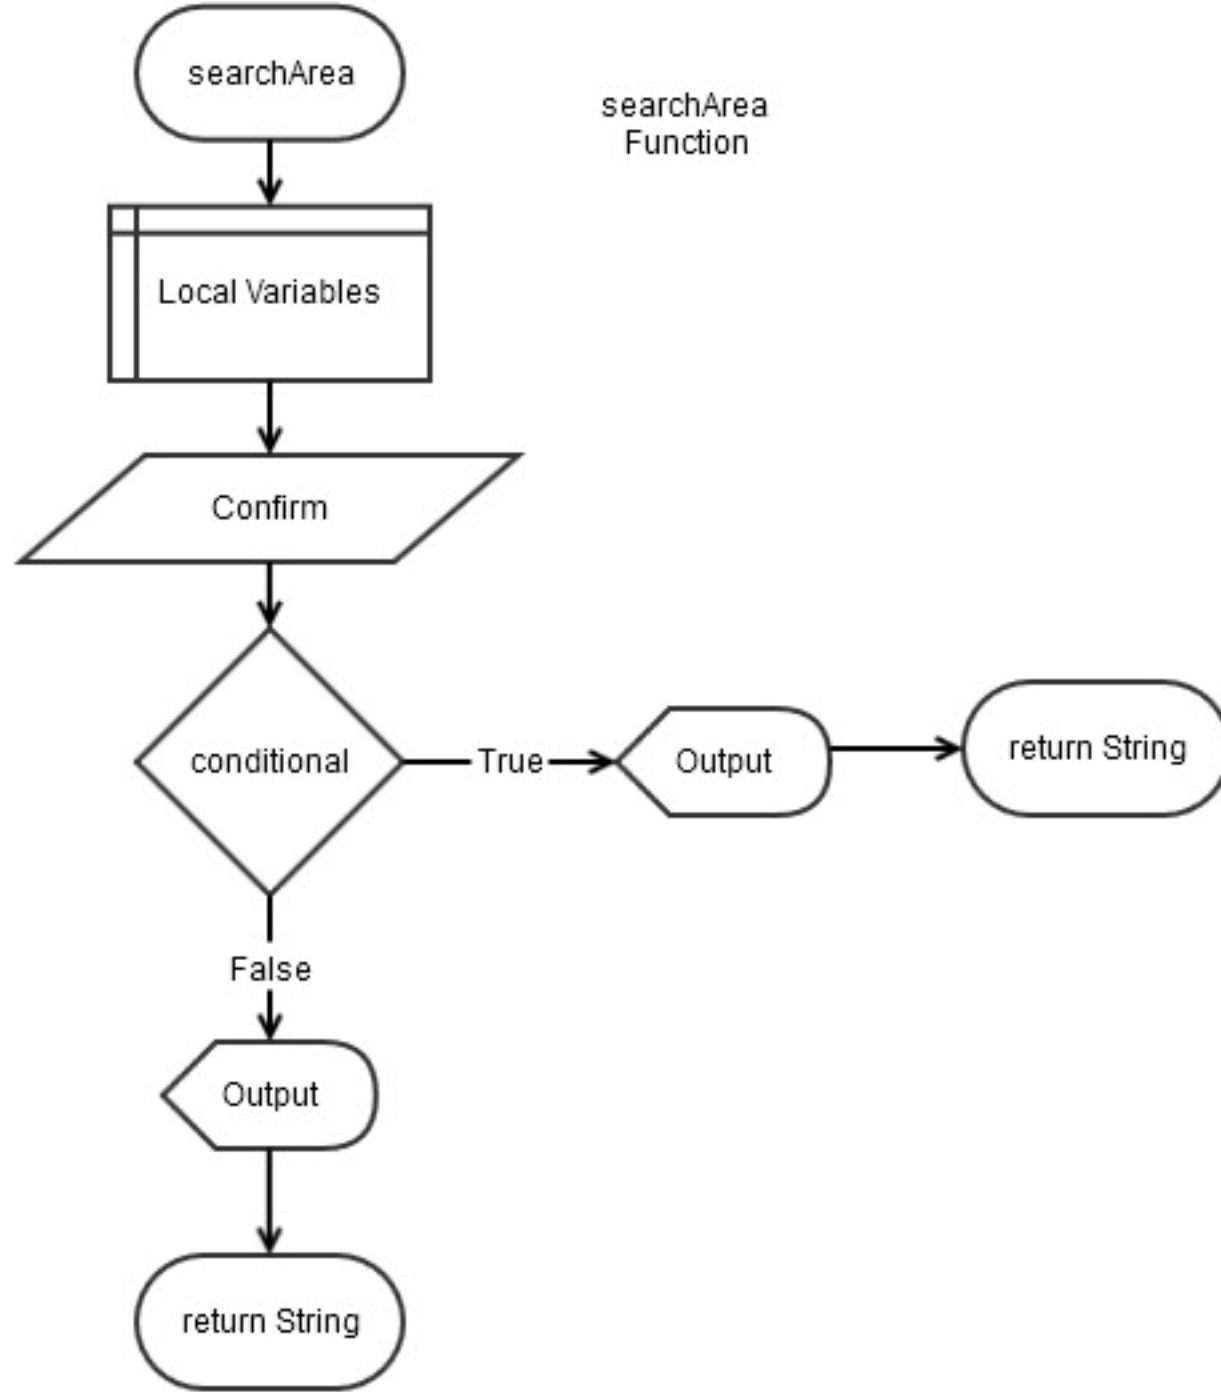 searchArea
searchArea
Function
Local Variables
Confirm
conditional
True
Output
return String
False
Output
return String